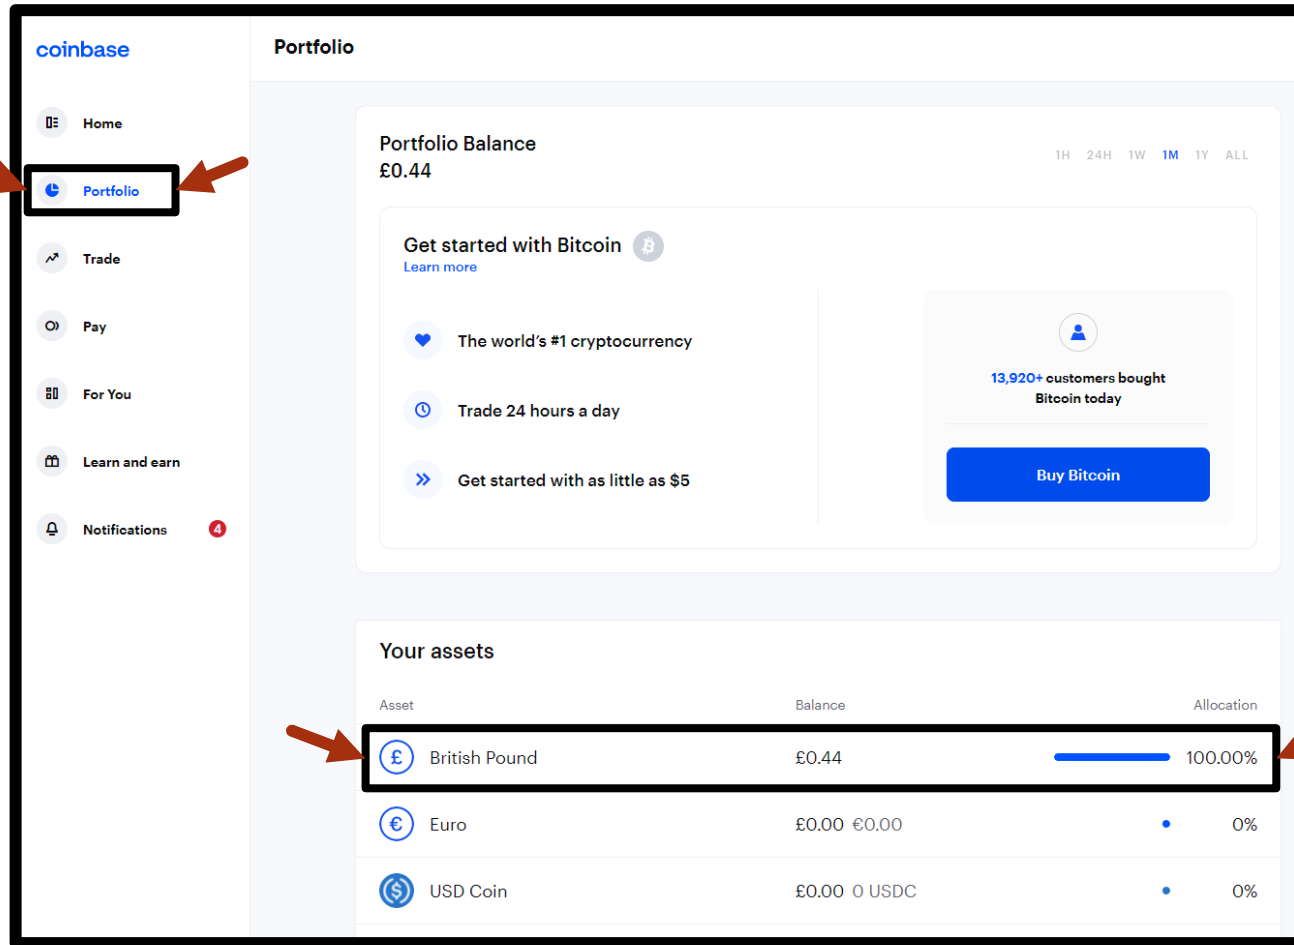 coinbase
Portfolio
Home
Portfolio
Trade
Pay
For You
Learn and earn
Notifications 4
Portfolio Balance
£0.44
1H 24H 1W 1M 1Y ALL
Get started with Bitcoin
Learn more
The world's #1 cryptocurrency
Trade 24 hours a day
Get started with as little as $5
13,920+ customers bought
Bitcoin today
Buy Bitcoin
Your assets
Asset Balance Allocation
£ British Pound £0.44 100.00%
€ Euro £0.00 €0.00 0%
$ USD Coin £0.00 0 USDC 0%